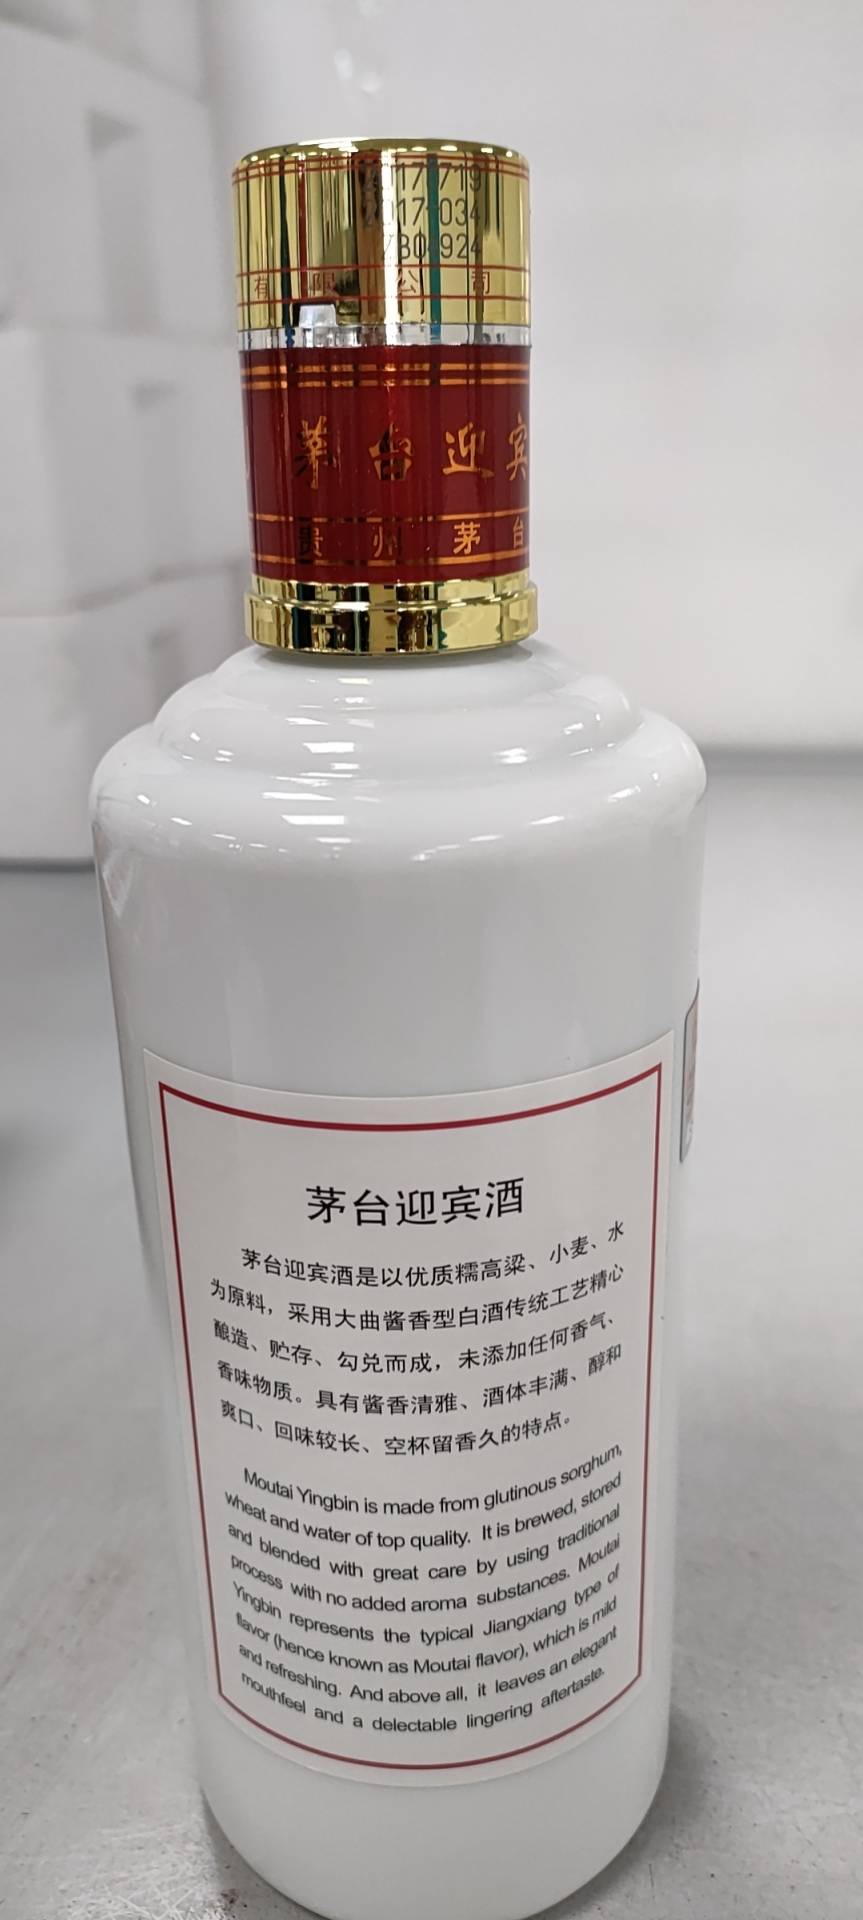 20170719
2017-034
有限公司
茅台迎宾
贵州茅台
茅台迎宾酒
茅台迎宾酒是以优质糯高粱、小麦、水
为原料，采用大曲酱香型白酒传统工艺精心
酿造、贮存、勾兑而成，未添加任何香气、
香味物质。具有酱香清雅、酒体丰满、醇和
爽口、回味较长、空杯留香久的特点。
Moutai Yingbin is made from glutinous sorghum,
wheat and water of top quality. It is brewed, stored
and blended with great care by using traditional
process with no added aroma substances. Moutai
Yingbin represents the typical Jiangxiang type of
flavor (hence known as Moutai flavor), which is mild
and refreshing. And above all, it leaves an elegant
mouthfeel and a delectable lingering aftertaste.